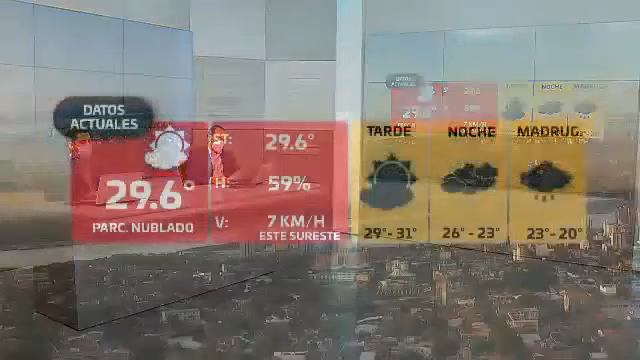 DATOS
ACTUALES
29.6°
PARC. NUBLADO
ST: 29.6°
H: 59%
V: 7 KM/H
ESTE SURESTE
TARDE
29° - 31°
NOCHE
26° - 23°
MADRUG.
23° - 20°